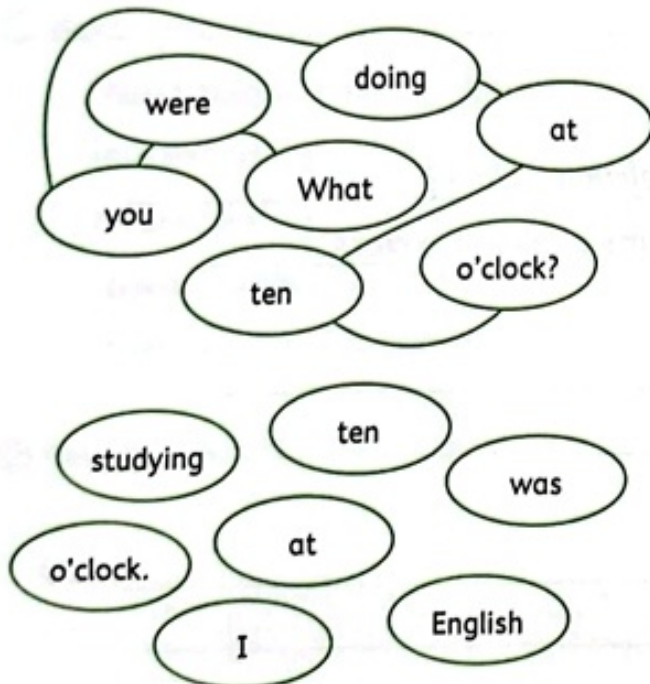 doing
were
at
What
you
o'clock?
ten
ten
studying
was
at
o'clock.
English
I